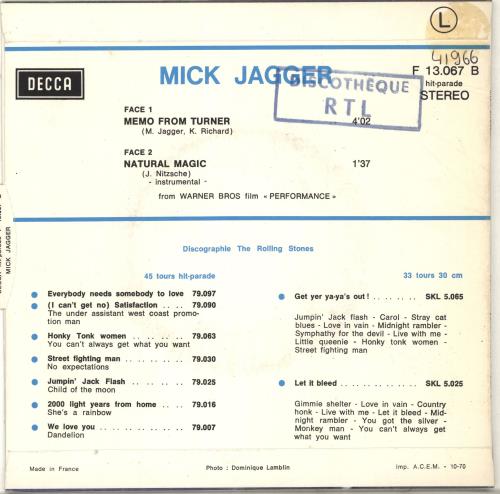 L
41966
DECCA
MICK JAGGER
F 13.067 B
hit-parade
STEREO
DISCOTHÈQUE
RTL
FACE 1
MEMO FROM TURNER 4'02
(M. Jagger, K. Richard)
FACE 2
NATURAL MAGIC 1'37
(J. Nitzsche)
- instrumental -
from WARNER BROS film « PERFORMANCE »
MICK JAGGER
Discographie The Rolling Stones
45 tours hit-parade
Everybody needs somebody to love 79.097
(I can't get no) Satisfaction . . . 79.090
The under assistant west coast promo-
tion man
Honky Tonk women . . . . . . . 79.063
You can't always get what you want
Street fighting man . . . . . . . 79.030
No expectations
Jumpin' Jack Flash . . . . . . . 79.025
Child of the moon
2000 light years from home . . . . 79.016
She's a rainbow
We love you . . . . . . . . . . . 79.007
Dandelion
33 tours 30 cm
Get yer ya-ya's out ! . . . . . . . SKL 5.065
Jumpin' Jack flash - Carol - Stray cat
blues - Love in vain - Midnight rambler -
Symphathy for the devil - Live with me -
Little queenie - Honky tonk women -
Street fighting man
Let it bleed . . . . . . . . . . . . SKL 5.025
Gimmie shelter - Love in vain - Country
honk - Live with me - Let it bleed - Mid-
night rambler - You got the silver -
Monkey man - You can't always get
what you want
Made in France
Photo : Dominique Lamblin
Imp. A.C.E.M. - 10-70